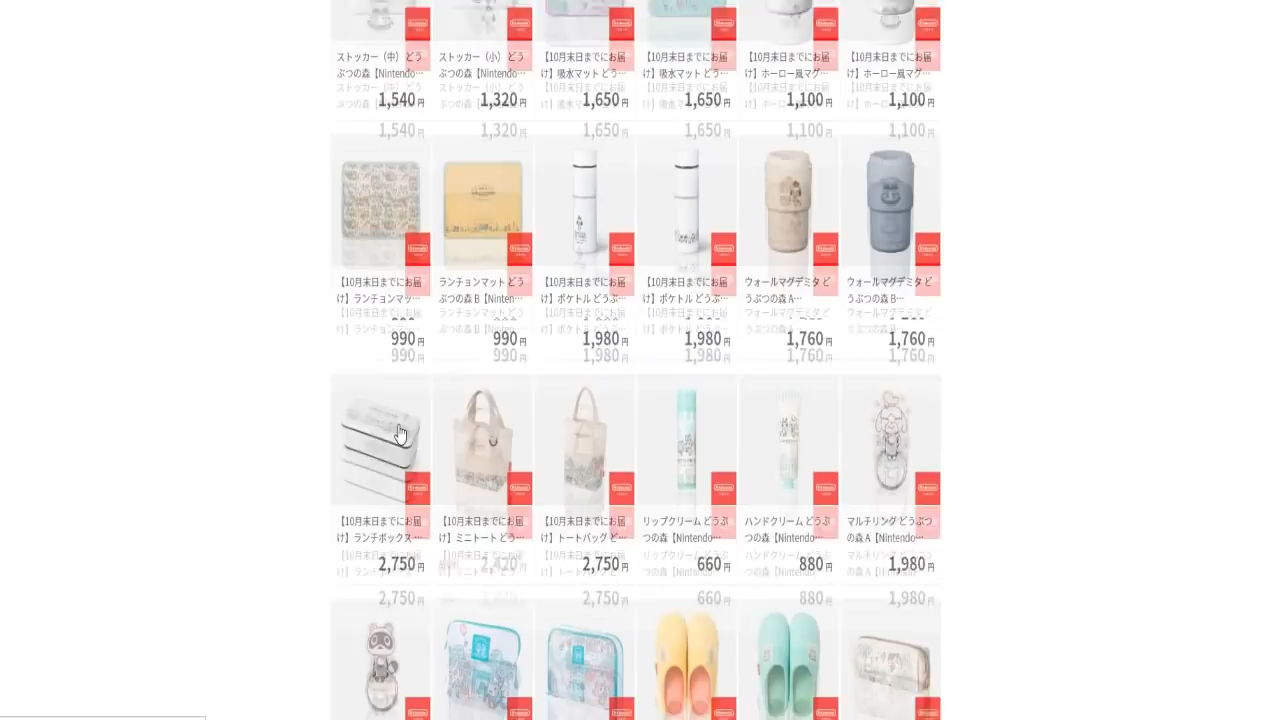 ストッカー（中） どう
ぶつの森【Nintendo…
1,540円
ストッカー（小） どう
ぶつの森【Nintendo…
1,320円
【10月末日までにお届
け】吸水マット どう…
1,650円
【10月末日までにお届
け】吸水マット どう…
1,650円
【10月末日までにお届
け】ホーロー風マグ…
1,100円
【10月末日までにお届
け】ホーロー風マグ…
1,100円
【10月末日までにお届
け】ランチョンマッ…
990円
ランチョンマット どう
ぶつの森 B【Ninten…
990円
【10月末日までにお届
け】ポケトル どうぶ…
1,980円
【10月末日までにお届
け】ポケトル どうぶ…
1,980円
ウォールマグデミタ ど
うぶつの森 A…
1,760円
ウォールマグデミタ ど
うぶつの森 B…
1,760円
【10月末日までにお届
け】ランチボックス…
2,750円
【10月末日までにお届
け】ミニトート どう…
【10月末日までにお届
け】トートバッグ ど…
2,750円
リップクリーム どうぶ
つの森【Nintendo…
660円
ハンドクリーム どうぶ
つの森【Nintendo…
880円
マルチリング どうぶつ
の森 A【Nintendo…
1,980円